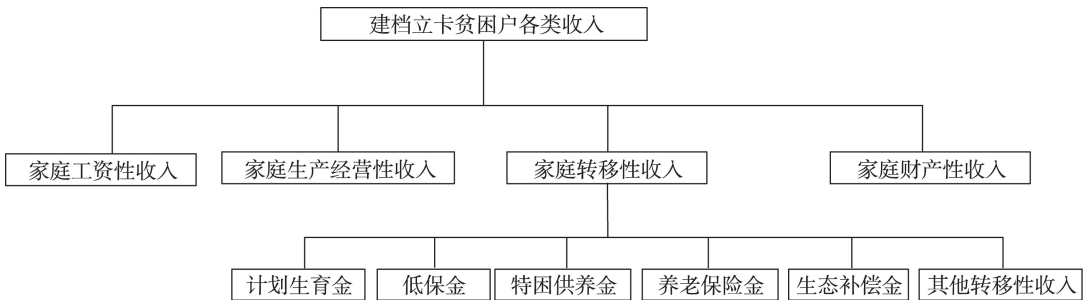 建档立卡贫困户各类收入
家庭工资性收入
家庭生产经营性收入
家庭转移性收入
家庭财产性收入
计划生育金
低保金
特困供养金
养老保险金
生态补偿金
其他转移性收入